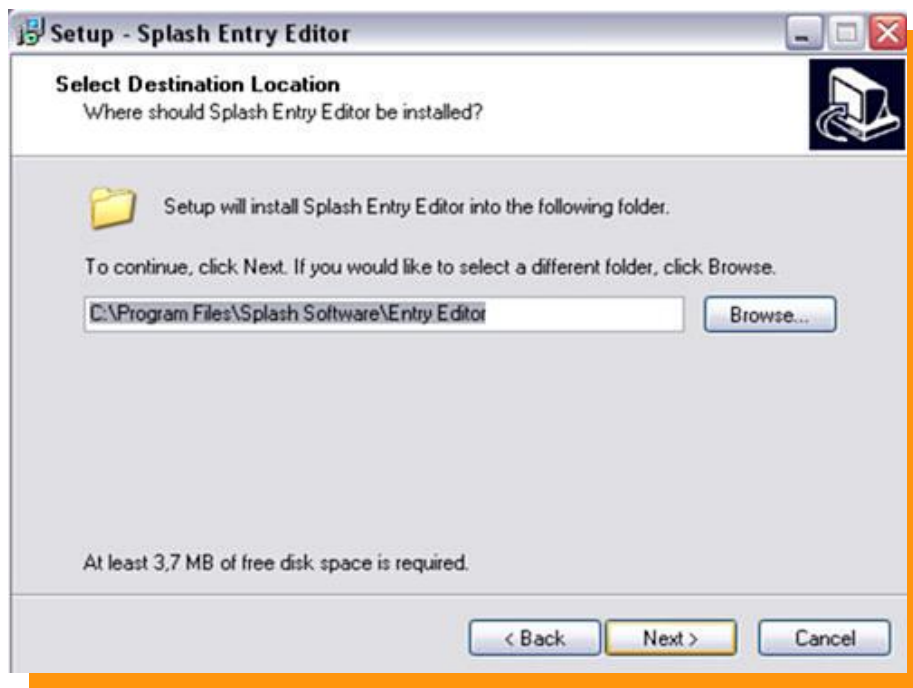 Setup - Splash Entry Editor
Select Destination Location
Where should Splash Entry Editor be installed?
Setup will install Splash Entry Editor into the following folder.
To continue, click Next. If you would like to select a different folder, click Browse.
C:\Program Files\Splash Software\Entry Editor
Browse...
At least 3,7 MB of free disk space is required.
< Back
Next >
Cancel